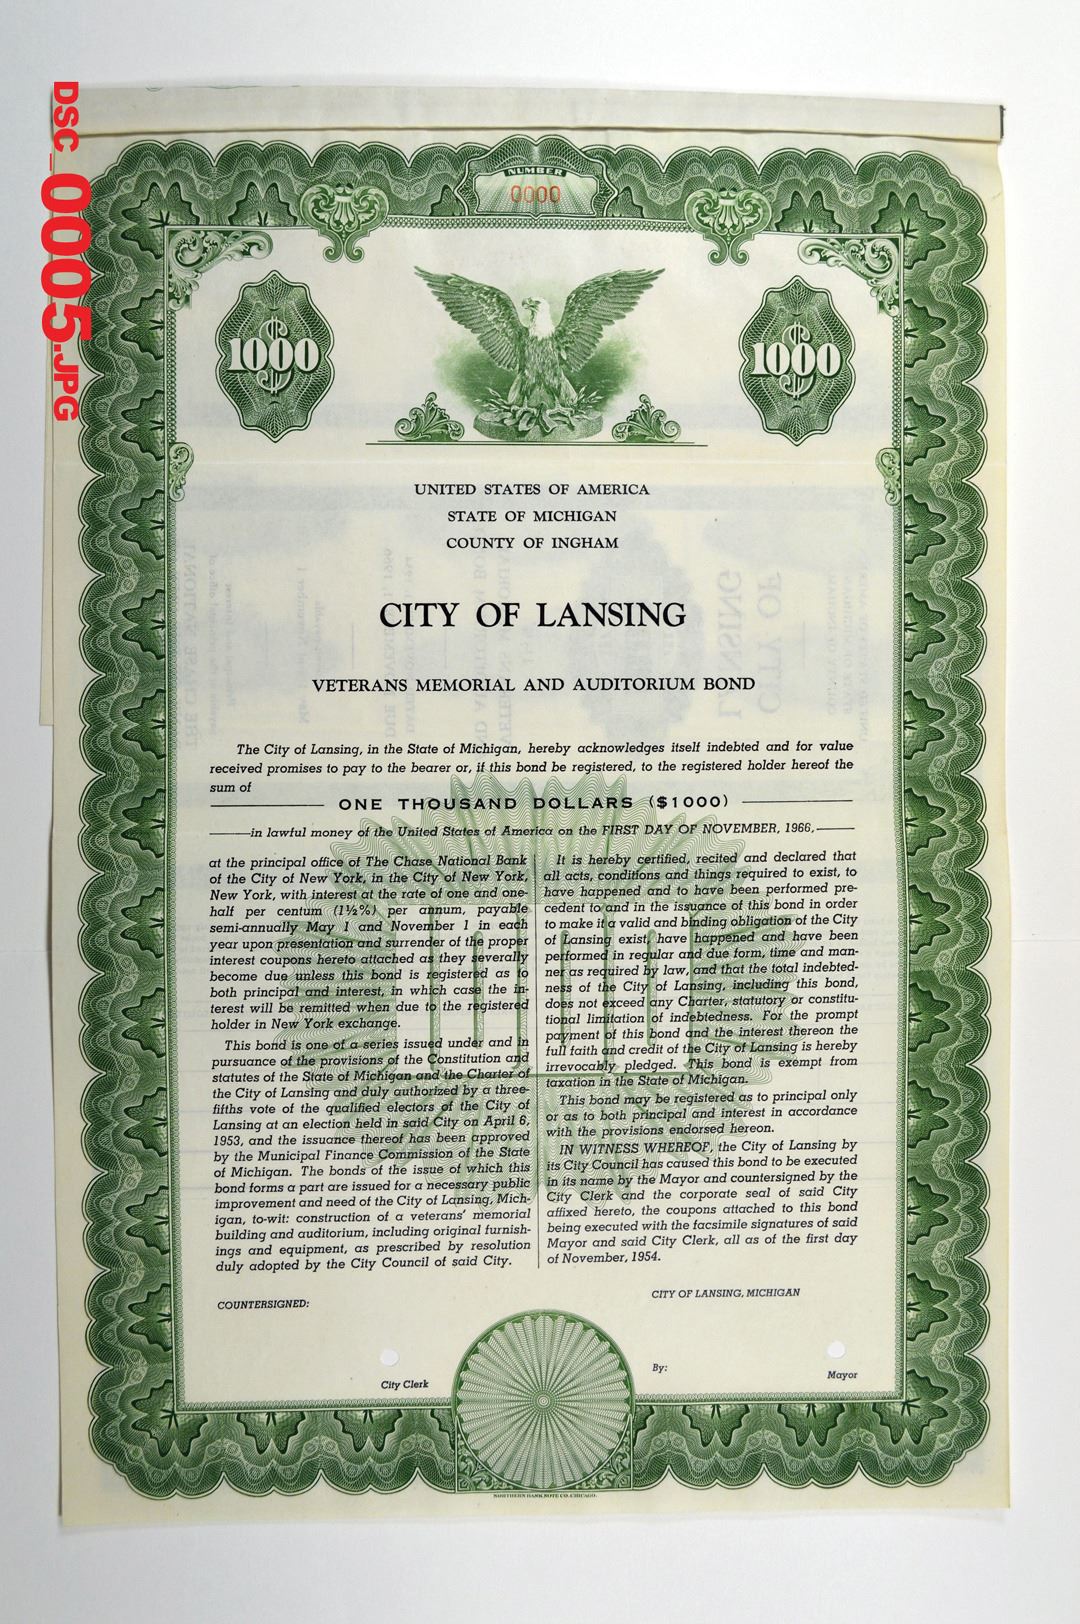 DSC_0005.JPG
NUMBER
0000
1000
1000
UNITED STATES OF AMERICA
STATE OF MICHIGAN
COUNTY OF INGHAM
CITY OF LANSING
VETERANS MEMORIAL AND AUDITORIUM BOND
The City of Lansing, in the State of Michigan, hereby acknowledges itself indebted and for value
received promises to pay to the bearer or, if this bond be registered, to the registered holder hereof the
sum of
ONE THOUSAND DOLLARS ($1000)
in lawful money of the United States of America on the FIRST DAY OF NOVEMBER, 1966,
at the principal office of The Chase National Bank
of the City of New York, in the City of New York,
New York, with interest at the rate of one and one-
half per centum (1½%) per annum, payable
semi-annually May 1 and November 1 in each
year upon presentation and surrender of the proper
interest coupons hereto attached as they severally
become due unless this bond is registered as to
both principal and interest, in which case the in-
terest will be remitted when due to the registered
holder in New York exchange.
This bond is one of a series issued under and in
pursuance of the provisions of the Constitution and
statutes of the State of Michigan and the Charter of
the City of Lansing and duly authorized by a three-
fifths vote of the qualified electors of the City of
Lansing at an election held in said City on April 6,
1953, and the issuance thereof has been approved
by the Municipal Finance Commission of the State
of Michigan. The bonds of the issue of which this
bond forms a part are issued for a necessary public
improvement and need of the City of Lansing, Mich-
igan, to-wit: construction of a veterans' memorial
building and auditorium, including original furnish-
ings and equipment, as prescribed by resolution
duly adopted by the City Council of said City.
It is hereby certified, recited and declared that
all acts, conditions and things required to exist, to
have happened and to have been performed pre-
cedent to and in the issuance of this bond in order
to make it a valid and binding obligation of the City
of Lansing exist, have happened and have been
performed in regular and due form, time and man-
ner as required by law, and that the total indebted-
ness of the City of Lansing, including this bond,
does not exceed any Charter, statutory or constitu-
tional limitation of indebtedness. For the prompt
payment of this bond and the interest thereon the
full faith and credit of the City of Lansing is hereby
irrevocably pledged. This bond is exempt from
taxation in the State of Michigan.
This bond may be registered as to principal only
or as to both principal and interest in accordance
with the provisions endorsed hereon.
IN WITNESS WHEREOF, the City of Lansing by
its City Council has caused this bond to be executed
in its name by the Mayor and countersigned by the
City Clerk and the corporate seal of said City
affixed hereto, the coupons attached to this bond
being executed with the facsimile signatures of said
Mayor and said City Clerk, all as of the first day
of November, 1954.
COUNTERSIGNED:
City Clerk
CITY OF LANSING, MICHIGAN
By:
Mayor
NORTHERN BANK NOTE CO. CHICAGO.